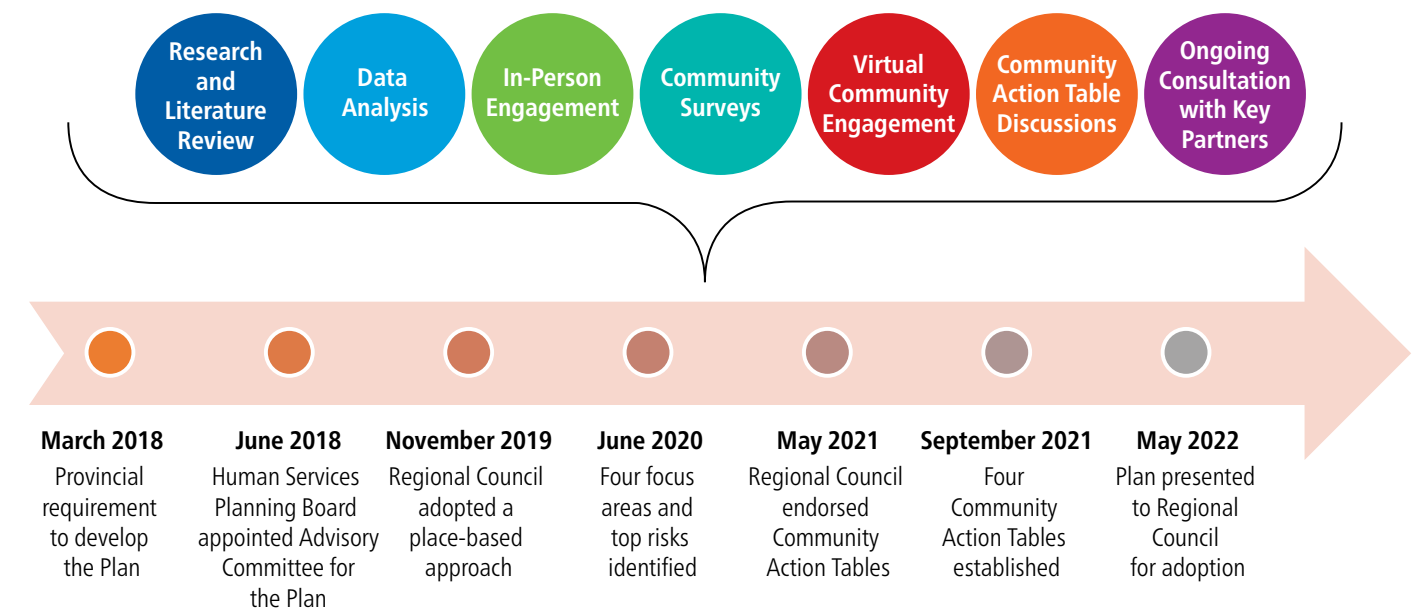 Research
and
Literature
Review
Data
Analysis
In-Person
Engagement
Community
Surveys
Virtual
Community
Engagement
Community
Action Table
Discussions
Ongoing
Consultation
with Key
Partners
March 2018
Provincial
requirement
to develop
the Plan
June 2018
Human Services
Planning Board
appointed Advisory
Committee for
the Plan
November 2019
Regional Council
adopted a
place-based
approach
June 2020
Four focus
areas and
top risks
identified
May 2021
Regional Council
endorsed
Community
Action Tables
September 2021
Four
Community
Action Tables
established
May 2022
Plan presented
to Regional
Council
for adoption